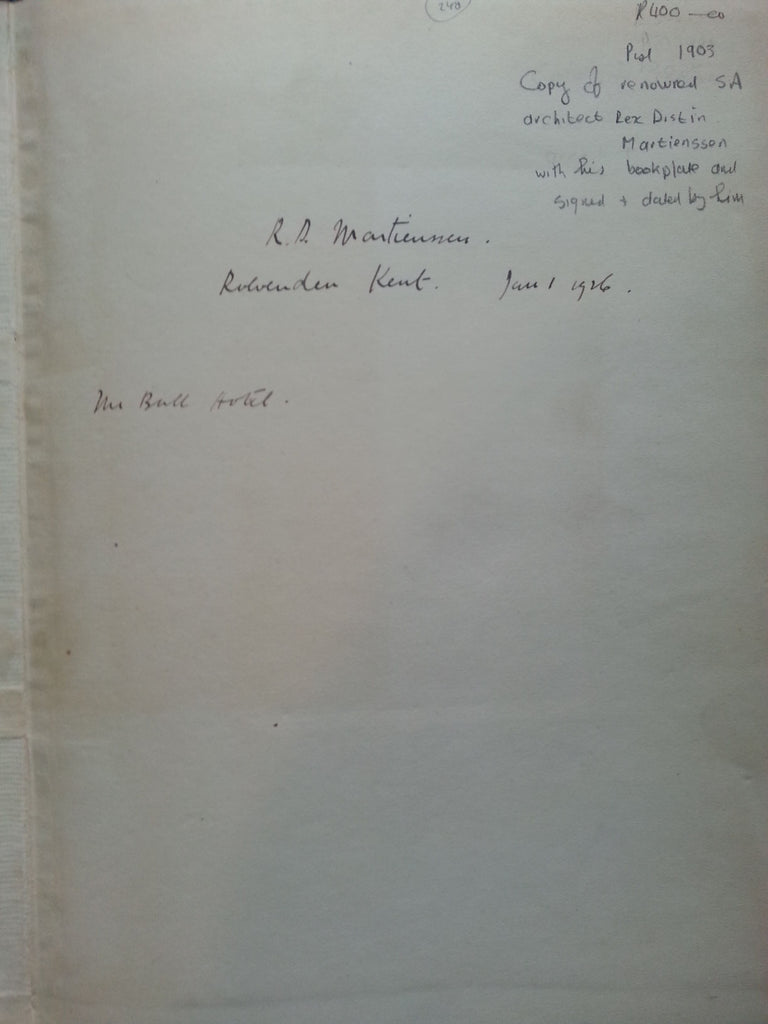 240
R400—00
Pub 1903
Copy of renowned SA
architect Rex Distin
Martienssen
with his bookplate and
signed + dated by him
R. D. Martienssen.
Rolvenden Kent. Jan 1 1926.
The Bull Hotel.